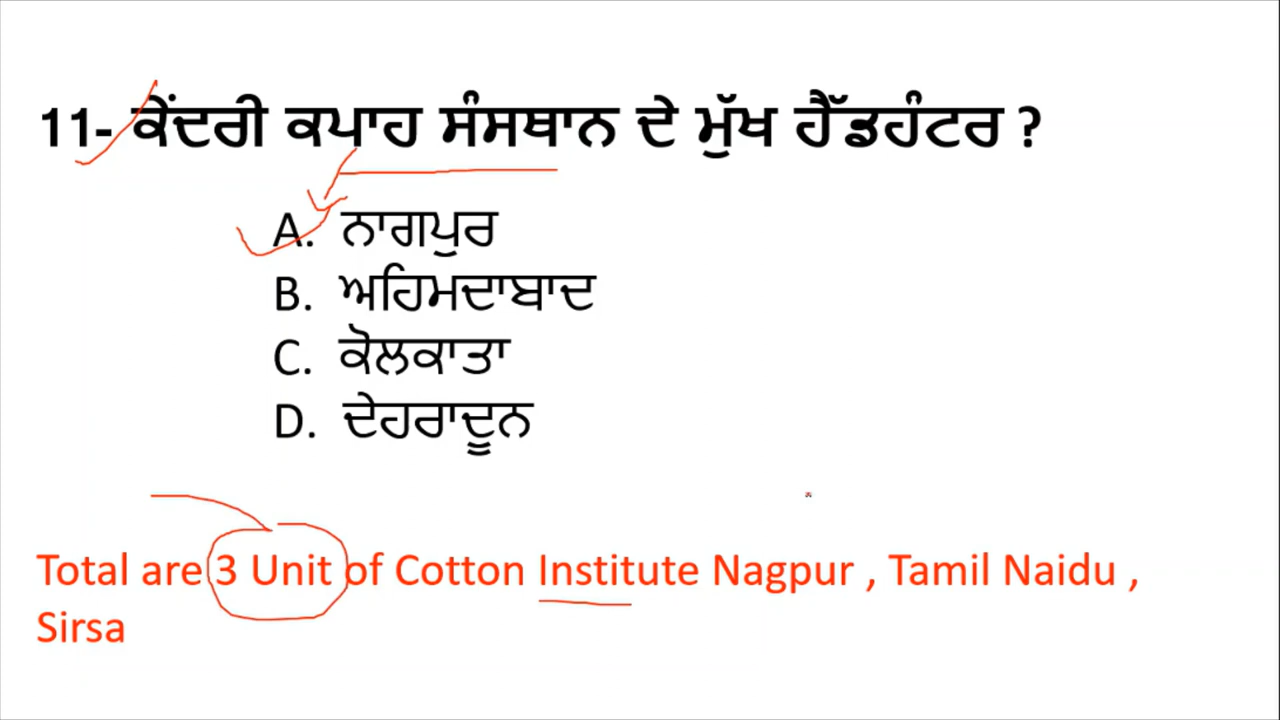 11- ਕੇਂਦਰੀ ਕਪਾਹ ਸੰਸਥਾਨ ਦੇ ਮੁੱਖ ਹੈੱਡਹੰਟਰ ?
A. ਨਾਗਪੁਰ
B. ਅਹਿਮਦਾਬਾਦ
C. ਕੋਲਕਾਤਾ
D. ਦੇਹਰਾਦੂਨ
Total are 3 Unit of Cotton Institute Nagpur , Tamil Naidu ,
Sirsa